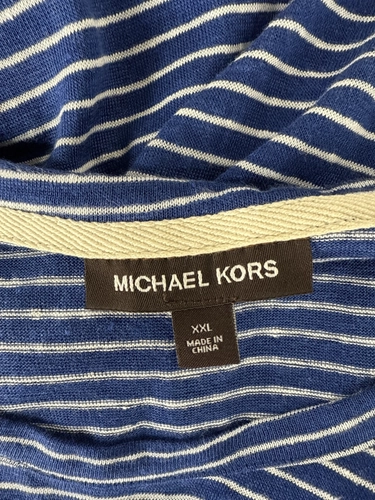 MICHAEL KORS
XXL
MADE IN
CHINA